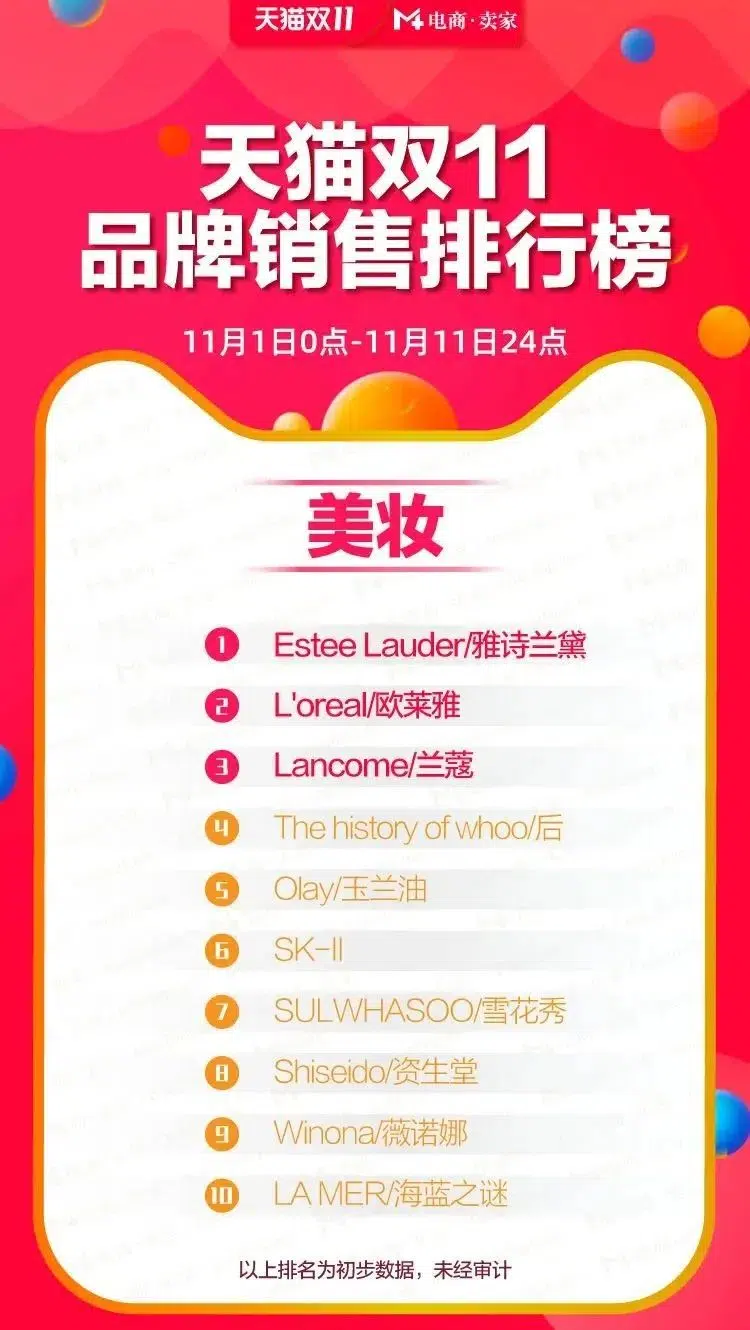 天猫双11 M4 电商·卖家
天猫双11
品牌销售排行榜
11月1日0点-11月11日24点
美妆
1 Estee Lauder/雅诗兰黛
2 L'oreal/欧莱雅
3 Lancome/兰蔻
4 The history of whoo/后
5 Olay/玉兰油
6 SK-II
7 SULWHASOO/雪花秀
8 Shiseido/资生堂
9 Winona/薇诺娜
10 LA MER/海蓝之谜
以上排名为初步数据，未经审计